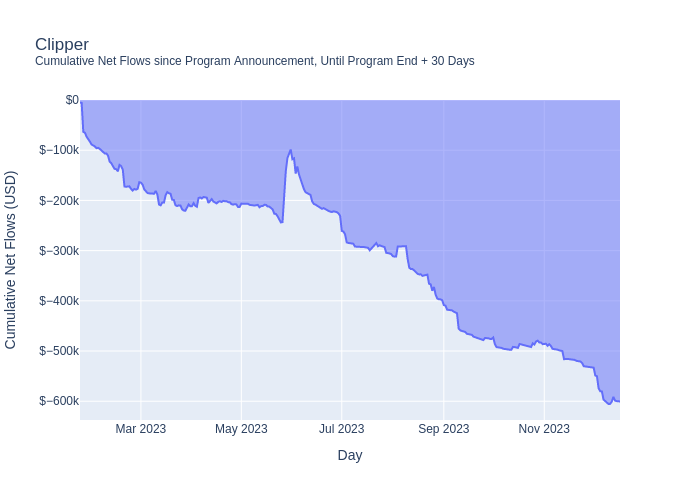 Clipper
Cumulative Net Flows since Program Announcement, Until Program End + 30 Days
$0
$−100k
$−200k
$−300k
$−400k
$−500k
$−600k
Cumulative Net Flows (USD)
Mar 2023
May 2023
Jul 2023
Sep 2023
Nov 2023
Day